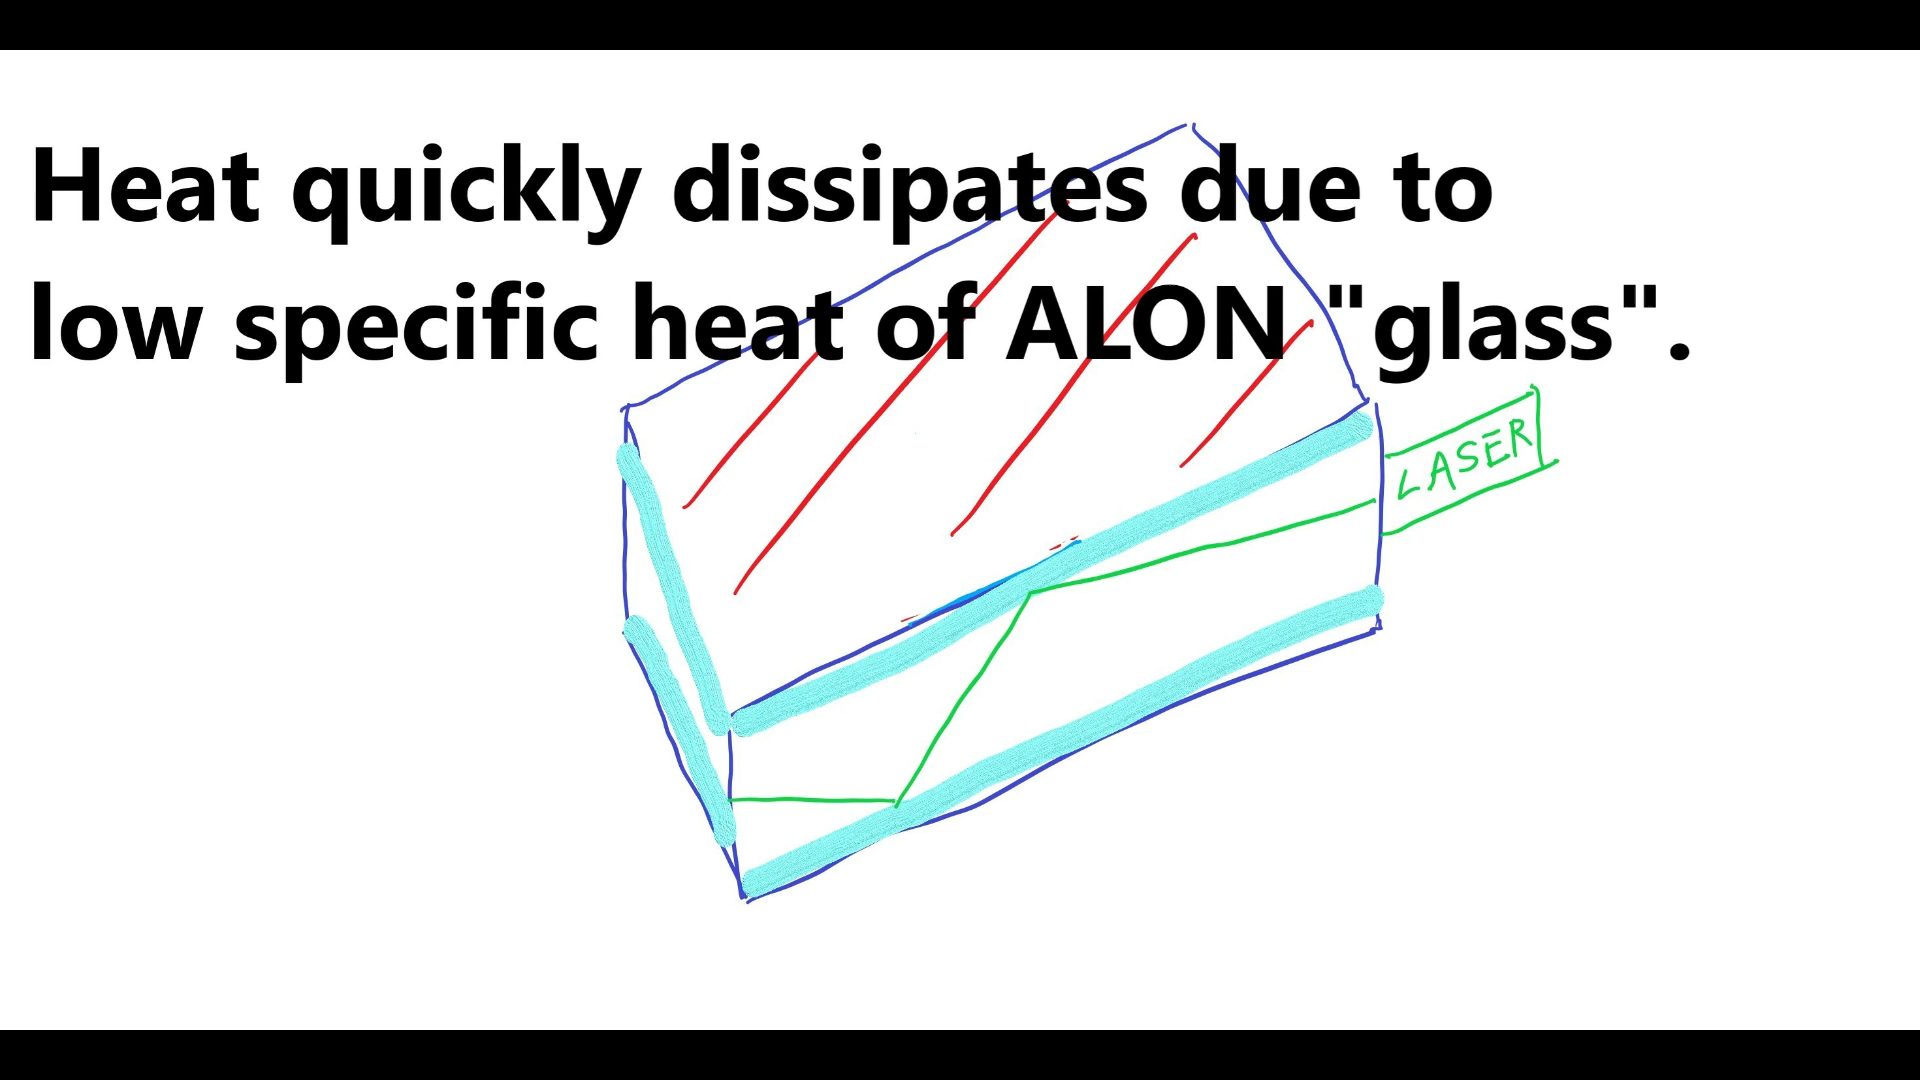 Heat quickly dissipates due to
low specific heat of ALON "glass".
LASER